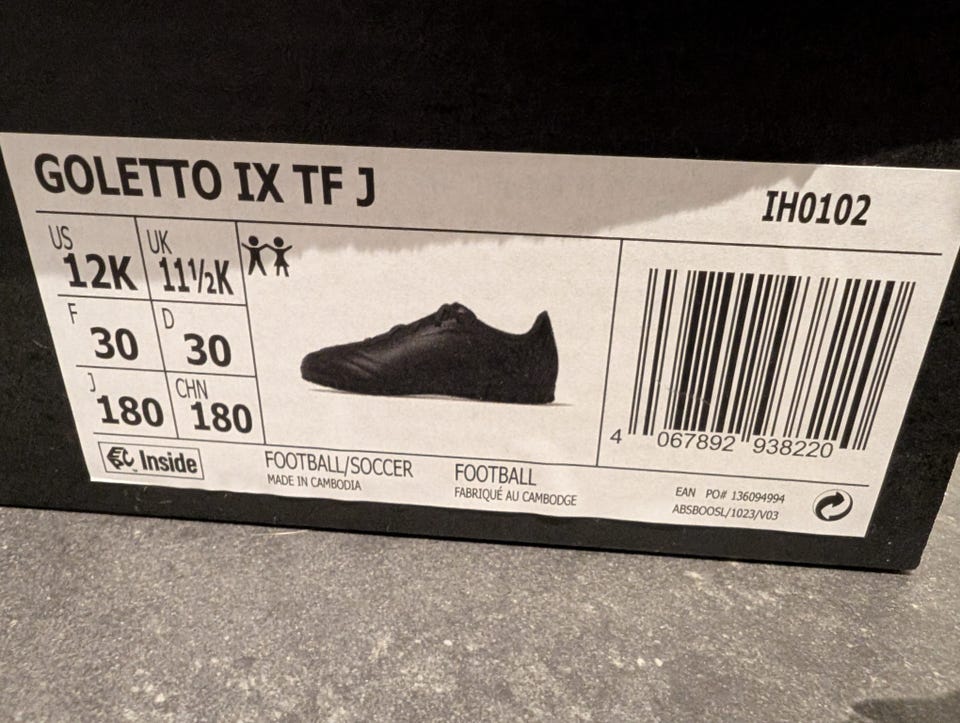 GOLETTO IX TF J
IH0102
US
12K
UK
11½K
F
30
D
30
J
180
CHN
180
Inside
FOOTBALL/SOCCER
MADE IN CAMBODIA
FOOTBALL
FABRIQUÉ AU CAMBODGE
4 067892 938220
EAN PO# 136094994
ABSBOOSL/1023/V03